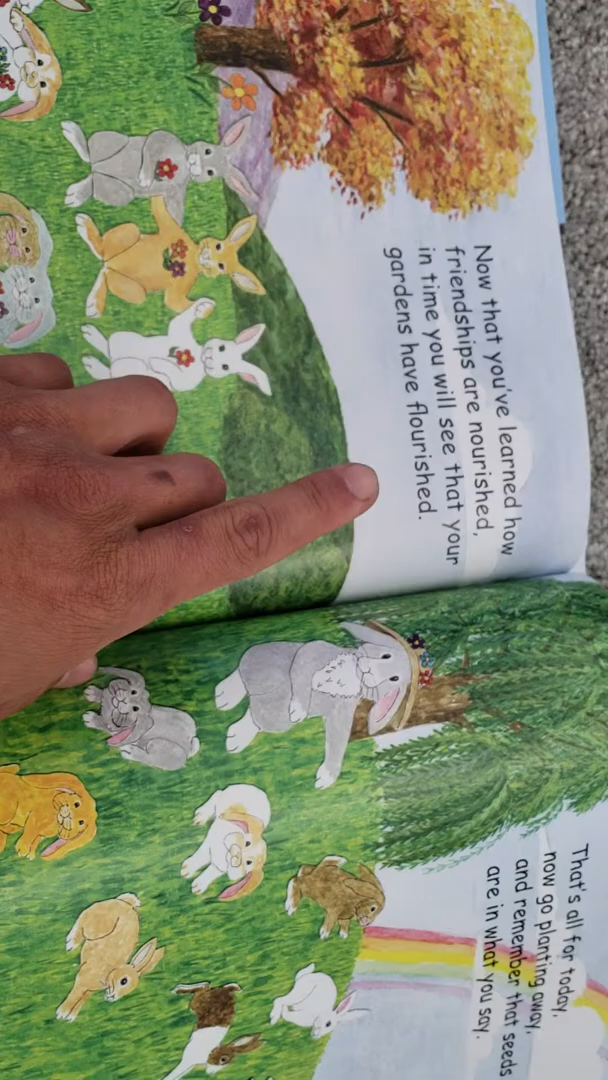 Now that you've learned how
friendships are nourished,
in time you will see that your
gardens have flourished.
That's all for today,
now go planting away,
and remember that seeds
are in what you say.